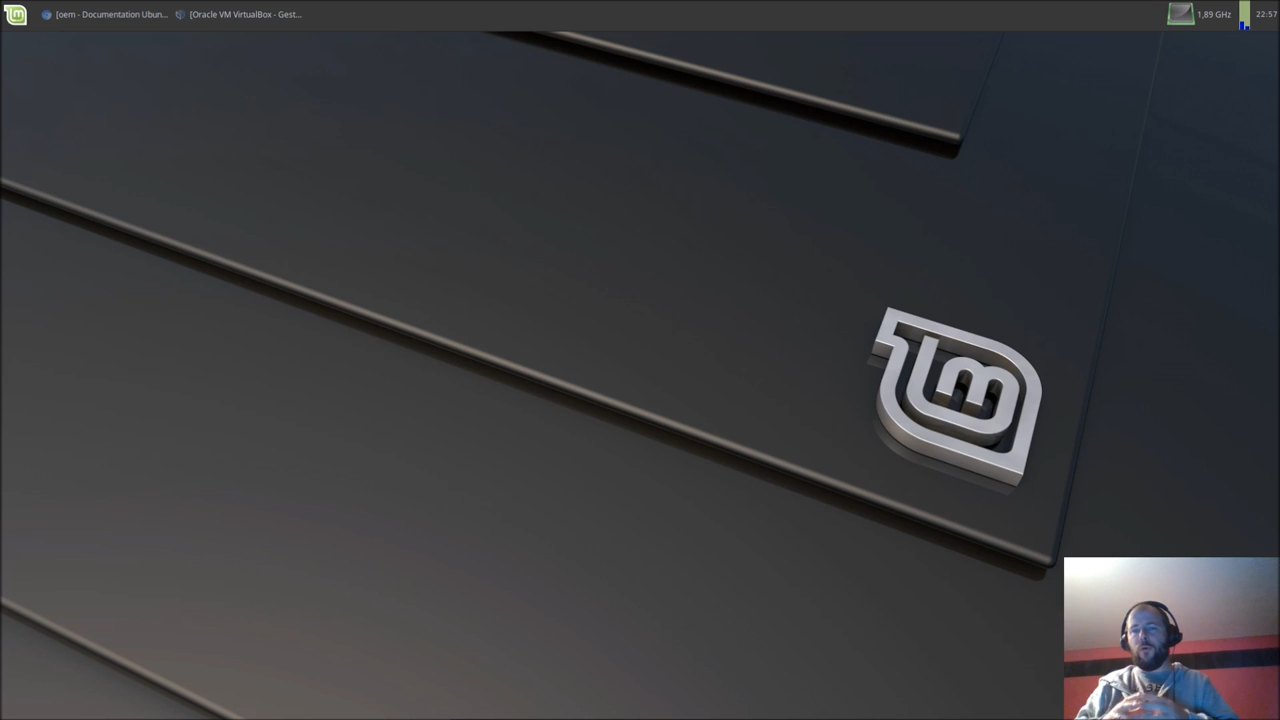 [oem - Documentation Ubun...
[Oracle VM VirtualBox - Gest...
1,89 GHz
22:57